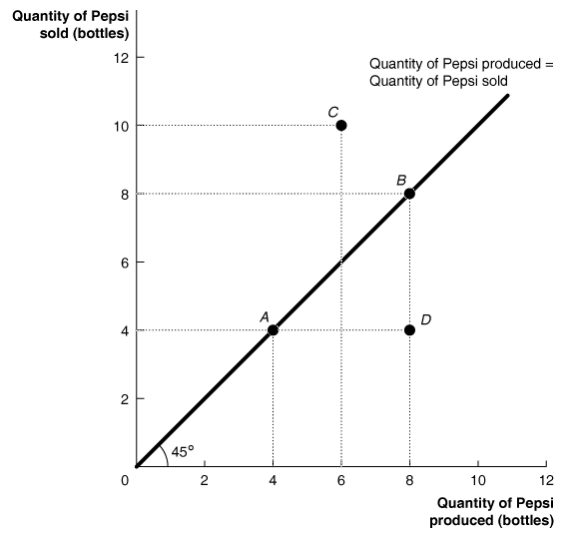 Quantity of Pepsi
sold (bottles)
12
Quantity of Pepsi produced =
Quantity of Pepsi sold
C
10
B
8
6
A
D
4
2
45°
0
2
4
6
8
10
12
Quantity of Pepsi
produced (bottles)